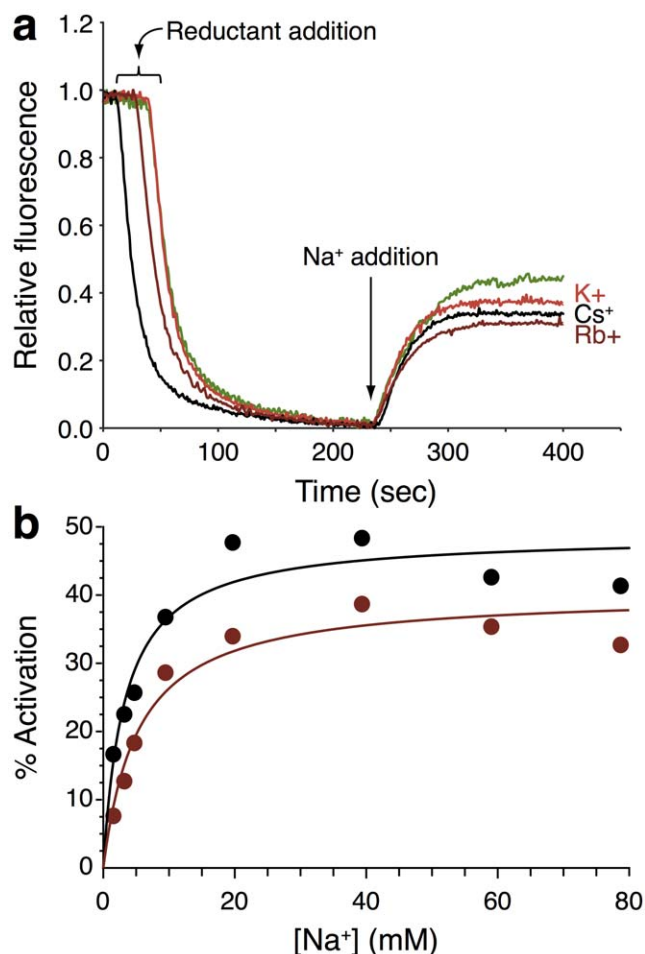 a
Reductant addition
Relative fluorescence
1.0
1.2
0.8
0.6
0.4
0.2
0.0
Na⁺ addition
K+
Cs⁺
Rb+
0
100
200
300
400
Time (sec)
b
% Activation
50
40
30
20
10
0
0
20
40
60
80
[Na⁺] (mM)